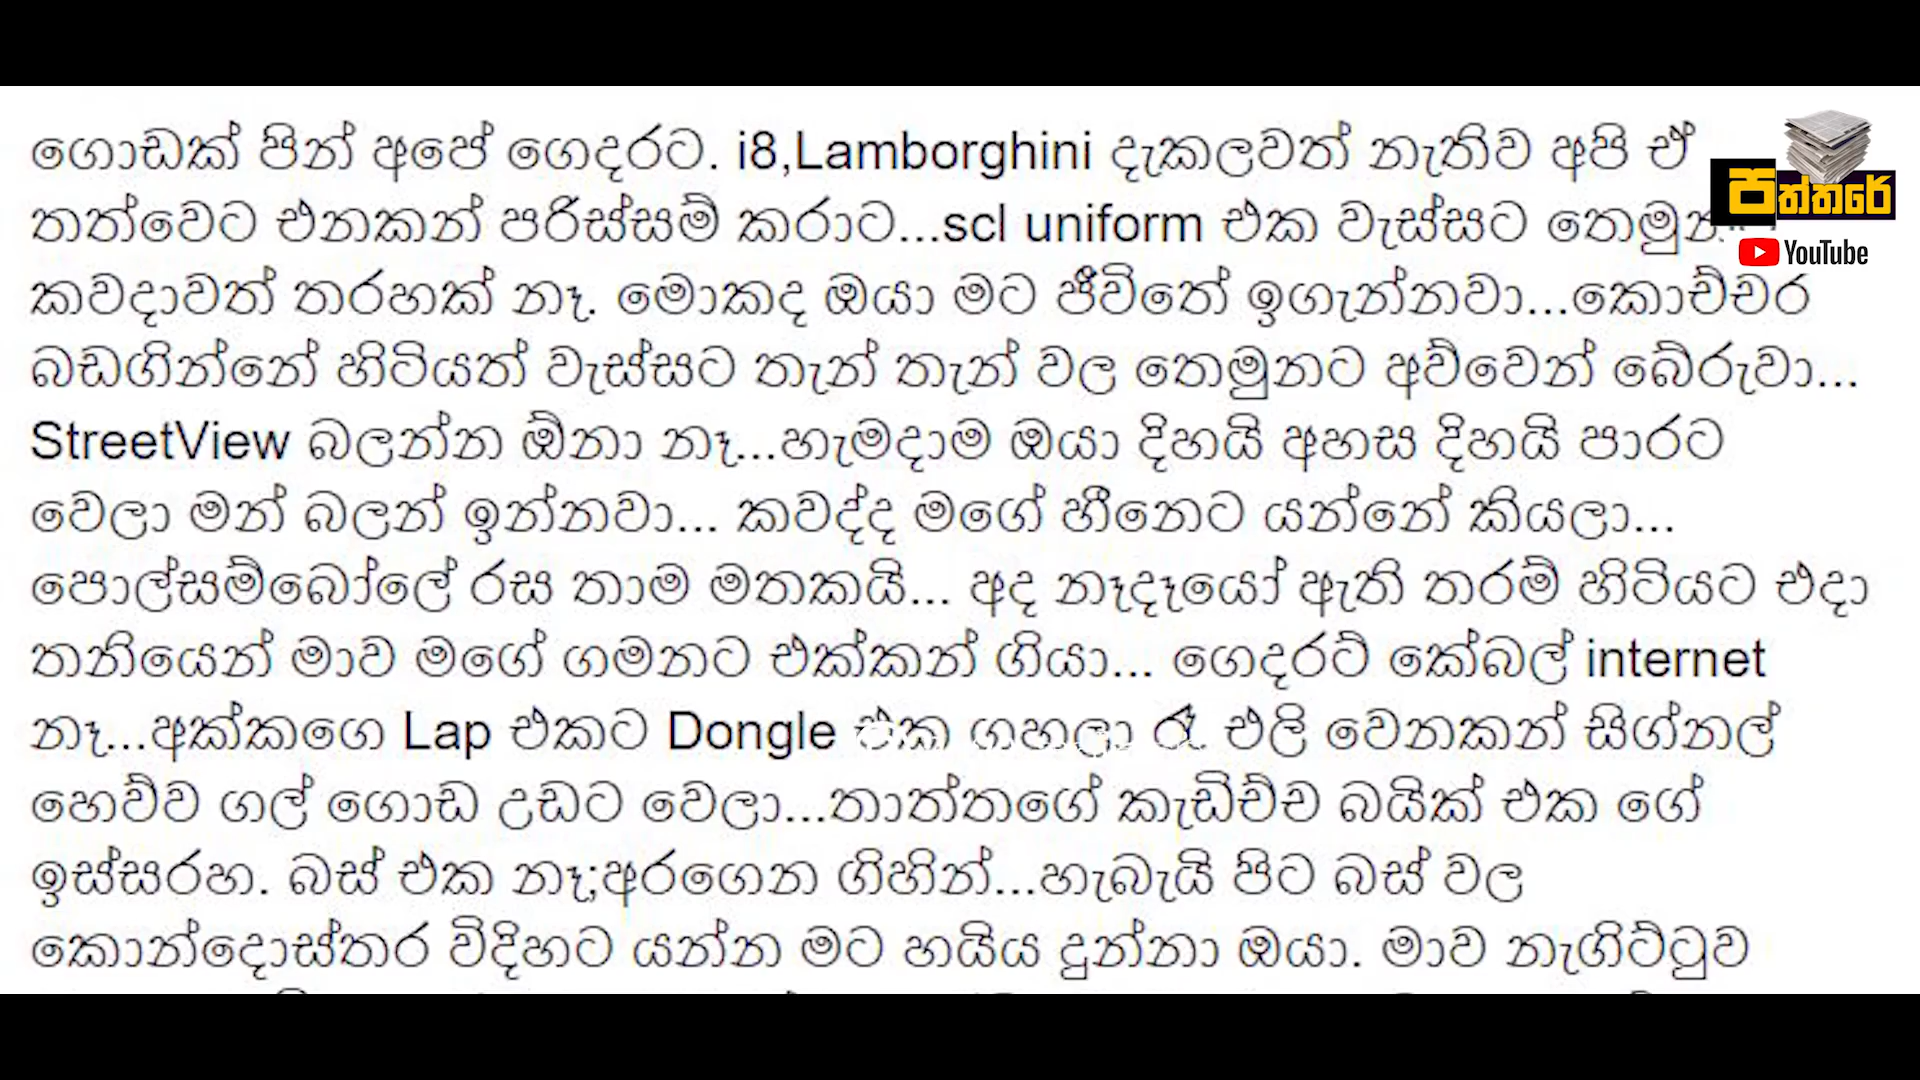 ගොඩක් පින් අපේ ගෙදරට. i8,Lamborghini දැකලවත් නැතිව අපි ඒ
තත්වෙට එනකන් පරිස්සම් කරාට...scl uniform එක වැස්සට
කවදාවත් තරහක් නෑ. මොකද ඔයා මට ජීවිතේ ඉගැන්නවා...කොච්චර
බඩගින්නේ හිටියත් වැස්සට තැන් තැන් වල තෙමුනට අව්වෙන් බේරුවා...
StreetView බලන්න ඕනා නෑ...හැමදාම ඔයා දිහයි අහස දිහයි පාරට
වෙලා මන් බලන් ඉන්නවා... කවද්ද මගේ හීනෙට යන්නේ කියලා...
පොල්සම්බෝලේ රස තාම මතකයි... අද නෑදෑයෝ ඇති තරම් හිටියට එදා
තනියෙන් මාව මගේ ගමනට එක්කන් ගියා... ගෙදරට් කේබල් internet
නෑ...අක්කගෙ Lap එකට Dongle එක ගහලා රෑ එලි වෙනකන් සිග්නල්
හෙව්ව ගල් ගොඩ උඩට වෙලා...තාත්තගේ කැඩිච්ච බයික් එක ගේ
ඉස්සරහ. බස් එක නෑ;අරගෙන ගිහින්...හැබැයි පිට බස් වල
කොන්දොස්තර විදිහට යන්න මට හයිය දුන්නා ඔයා. මාව නැගිට්ටුව
පත්තරේ
YouTube